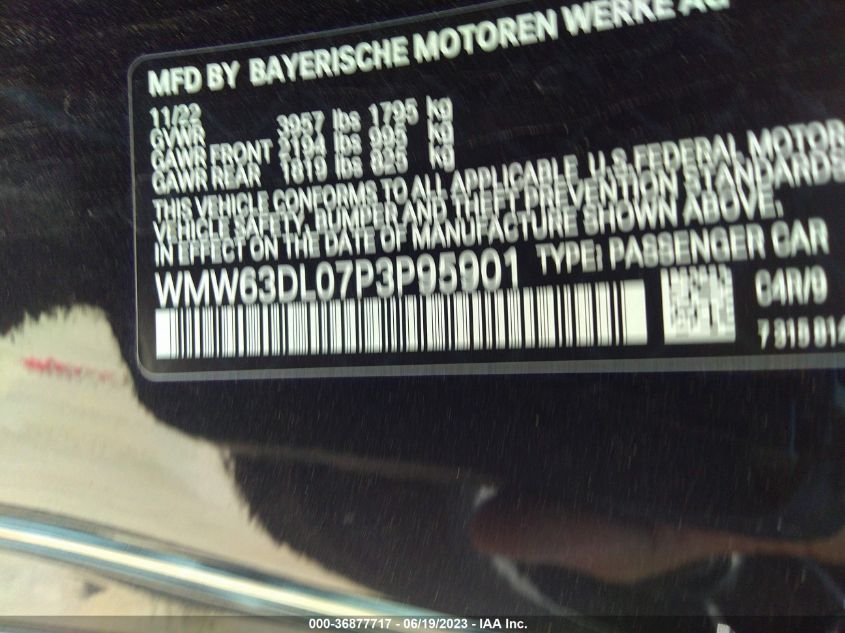 MFD BY BAYERISCHE MOTOREN WERKE AG
11/22
GVWR 3957 lbs 1795 kg
GAWR FRONT 2194 lbs 995 kg
GAWR REAR 1819 lbs 825 kg
THIS VEHICLE CONFORMS TO ALL APPLICABLE U.S. FEDERAL MOTOR
VEHICLE SAFETY, BUMPER AND THEFT PREVENTION STANDARDS
IN EFFECT ON THE DATE OF MANUFACTURE SHOWN ABOVE.
WMW63DL07P3P95901 TYPE: PASSENGER CAR
C4R/9
7 315 914
000-36877717 - 06/19/2023 - IAA Inc.